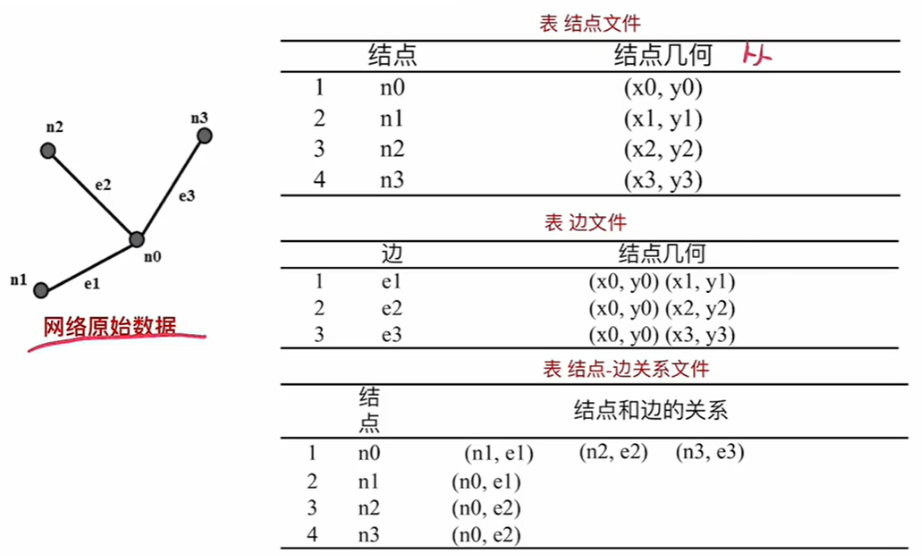 n2
n3
e2
e3
n0
n1
e1
网络原始数据
表 结点文件
结点 结点几何
1 n0 (x0, y0)
2 n1 (x1, y1)
3 n2 (x2, y2)
4 n3 (x3, y3)
表 边文件
边 结点几何
1 e1 (x0, y0) (x1, y1)
2 e2 (x0, y0) (x2, y2)
3 e3 (x0, y0) (x3, y3)
表 结点-边关系文件
结
点 结点和边的关系
1 n0 (n1, e1) (n2, e2) (n3, e3)
2 n1 (n0, e1)
3 n2 (n0, e2)
4 n3 (n0, e2)